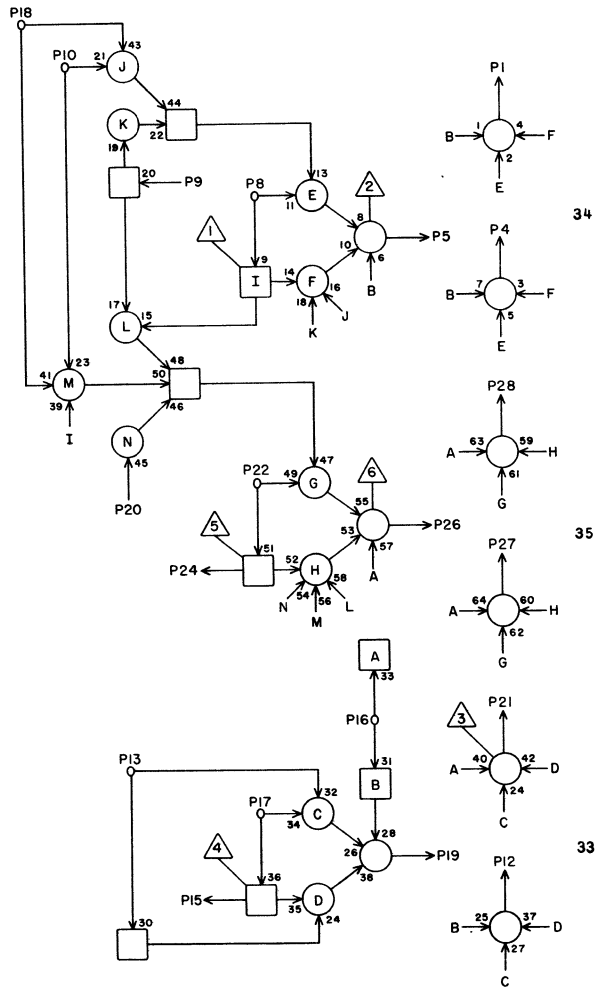 P18
43
P10
21
J
P1
44
K
22
19
1
4
B
F
2
20
P9
P8
13
2
E
11
E
8
34
1
P4
9
10
P5
I
14
F
6
16
B
7
3
B
F
18
J
5
17
15
K
E
L
48
41
23
50
P28
M
39
46
I
N
63
59
A
H
45
47
6
61
P22
G
49
G
P20
55
5
53
P26
35
51
57
P27
P24
52
H
A
54
58
56
64
60
N
L
A
H
M
62
G
A
33
3
P21
P16
P13
31
40
42
A
D
B
24
32
P17
C
C
28
34
33
4
26
P19
38
P12
36
P15
35
D
30
24
25
37
B
D
27
C